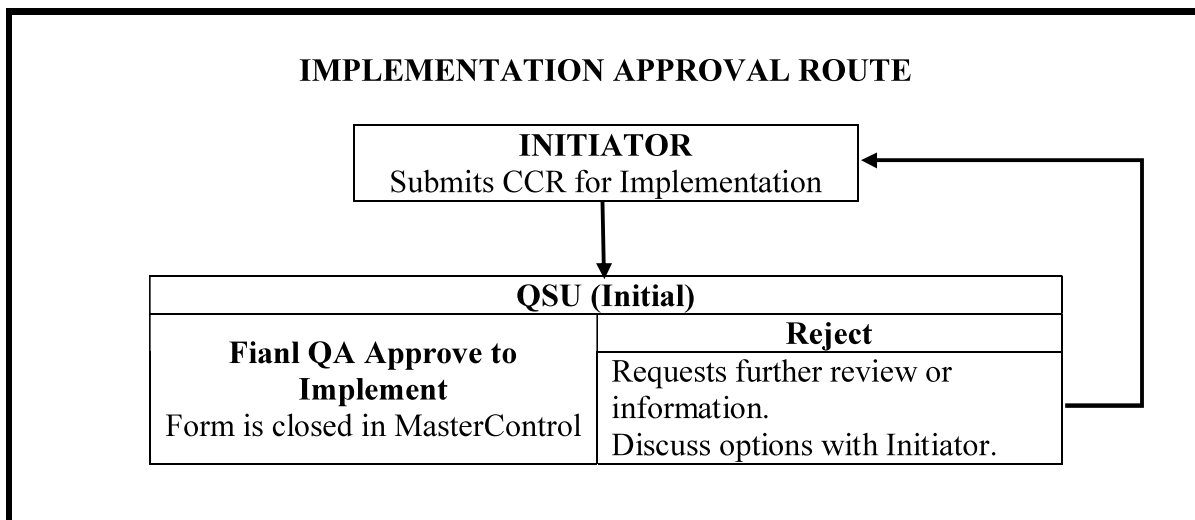 IMPLEMENTATION APPROVAL ROUTE
INITIATOR
Submits CCR for Implementation
QSU (Initial)
Fianl QA Approve to
Implement
Form is closed in MasterControl
Reject
Requests further review or
information.
Discuss options with Initiator.